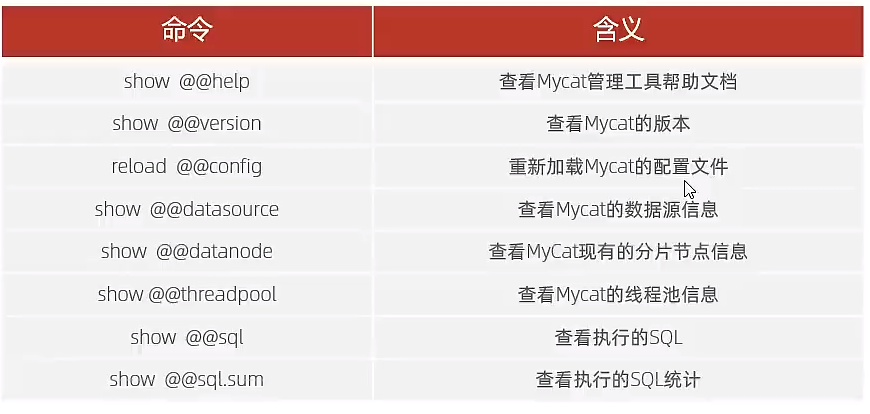 命令 含义
show @@help 查看Mycat管理工具帮助文档
show @@version 查看Mycat的版本
reload @@config 重新加载Mycat的配置文件
show @@datasource 查看Mycat的数据源信息
show @@datanode 查看MyCat现有的分片节点信息
show @@threadpool 查看Mycat的线程池信息
show @@sql 查看执行的SQL
show @@sql.sum 查看执行的SQL统计